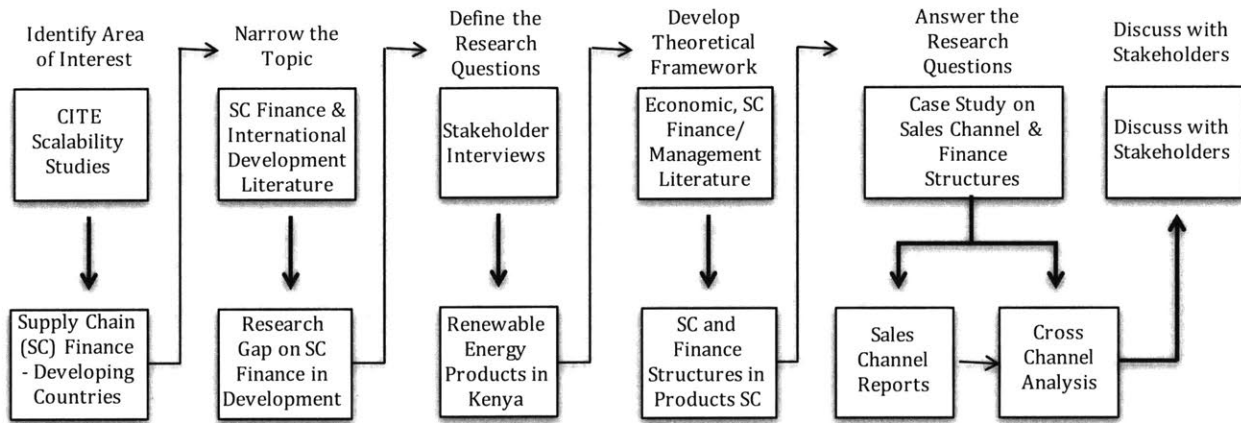 Identify Area
of Interest
CITE
Scalability
Studies
Supply Chain
(SC) Finance
- Developing
Countries
Narrow the
Topic
SC Finance &
International
Development
Literature
Research
Gap on SC
Finance in
Development
Define the
Research
Questions
Stakeholder
Interviews
Renewable
Energy
Products in
Kenya
Develop
Theoretical
Framework
Economic, SC
Finance/
Management
Literature
SC and
Finance
Structures in
Products SC
Answer the
Research
Questions
Case Study on
Sales Channel &
Finance
Structures
Sales
Channel
Reports
Cross
Channel
Analysis
Discuss with
Stakeholders
Discuss with
Stakeholders